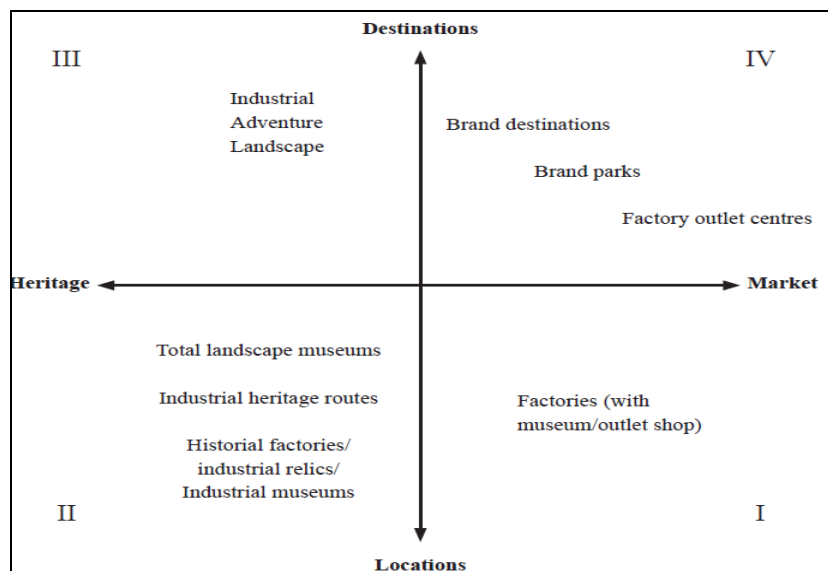 Destinations
III
IV
Industrial
Adventure
Landscape
Brand destinations
Brand parks
Factory outlet centres
Heritage
Market
Total landscape museums
Industrial heritage routes
Historial factories/
industrial relics/
Industrial museums
Factories (with
museum/outlet shop)
II
I
Locations